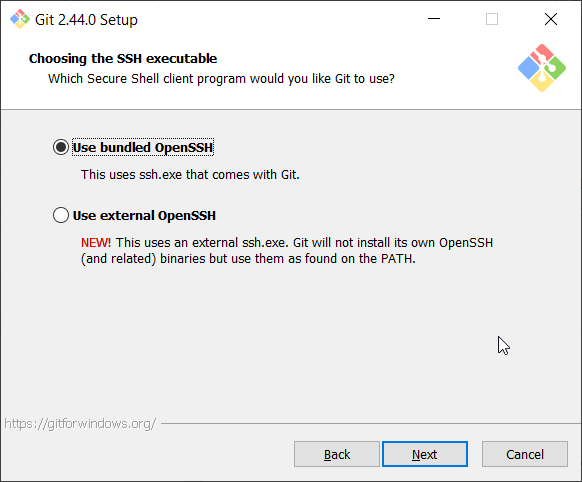 Git 2.44.0 Setup
Choosing the SSH executable
Which Secure Shell client program would you like Git to use?
Use bundled OpenSSH
This uses ssh.exe that comes with Git.
Use external OpenSSH
NEW! This uses an external ssh.exe. Git will not install its own OpenSSH
(and related) binaries but use them as found on the PATH.
https://gitforwindows.org/
Back
Next
Cancel